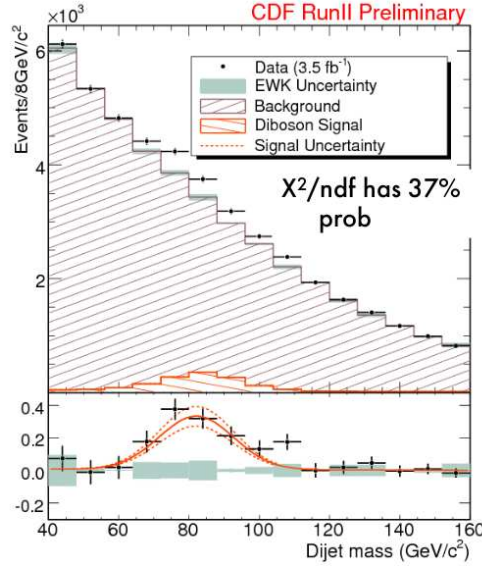 CDF RunII Preliminary
×10³
Events/8GeV/c²
6
4
2
Data (3.5 fb⁻¹)
EWK Uncertainty
Background
Diboson Signal
Signal Uncertainty
X²/ndf has 37%
prob
0.4
0.2
0.0
-0.2
40 60 80 100 120 140 160
Dijet mass (GeV/c²)